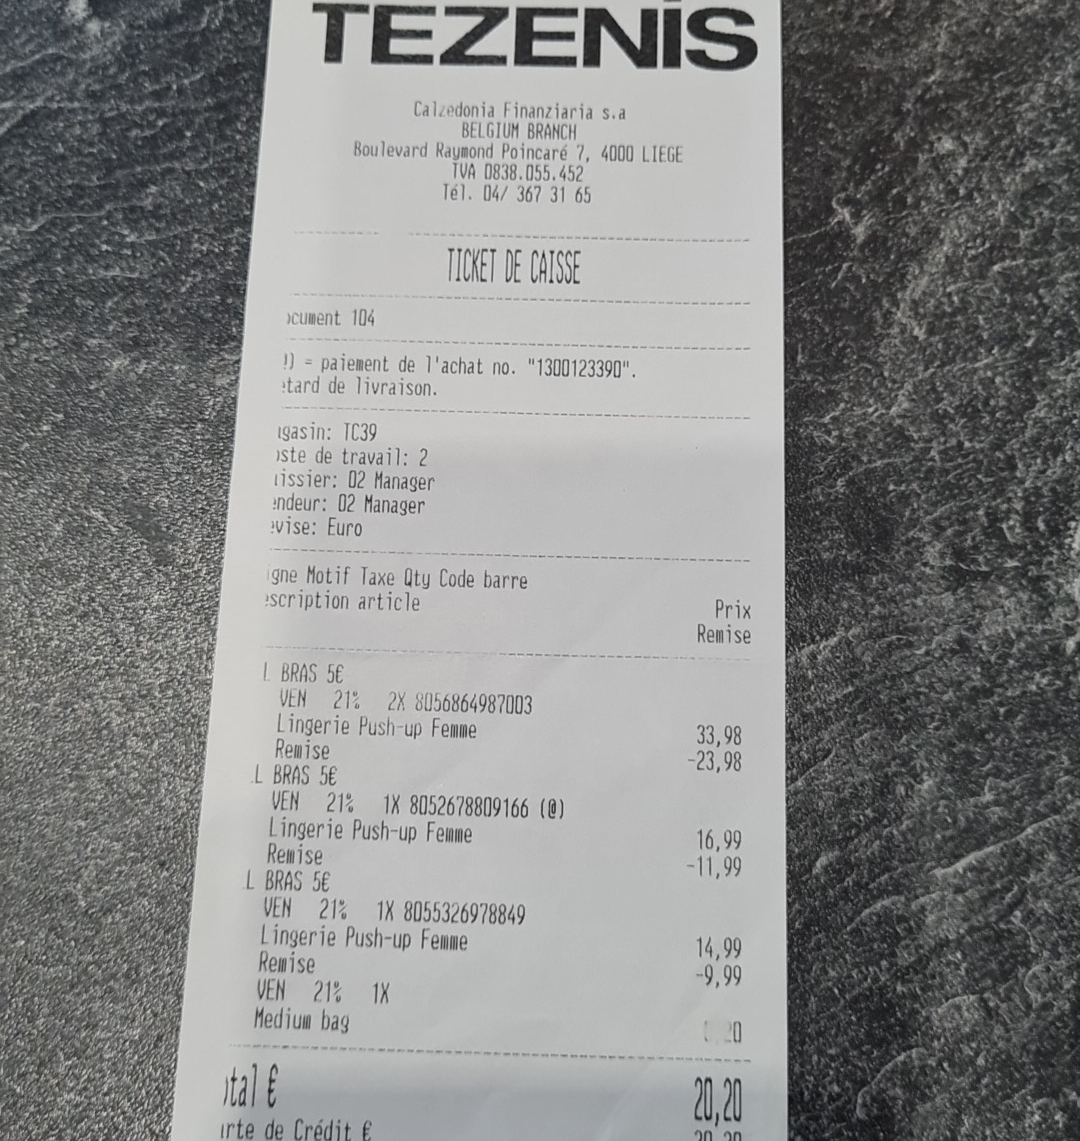 TEZENIS
Calzedonia Finanziaria s.a
BELGIUM BRANCH
Boulevard Raymond Poincaré 7, 4000 LIEGE
TVA 0838.055.452
Tél. 04/ 367 31 65
TICKET DE CAISSE
ocument 104
) = paiement de l'achat no. "1300123390".
etard de livraison.
agasin: TC39
oste de travail: 2
aissier: 02 Manager
endeur: 02 Manager
evise: Euro
igne Motif Taxe Qty Code barre
escription article Prix
Remise
L BRAS 5€
VEN 21% 2X 8056864987003
Lingerie Push-up Femme 33,98
Remise -23,98
L BRAS 5€
VEN 21% 1X 8052678809166 (@)
Lingerie Push-up Femme 16,99
Remise -11,99
L BRAS 5€
VEN 21% 1X 8055326978849
Lingerie Push-up Femme 14,99
Remise -9,99
VEN 21% 1X
Medium bag
otal € 20,20
arte de Crédit € 20,20